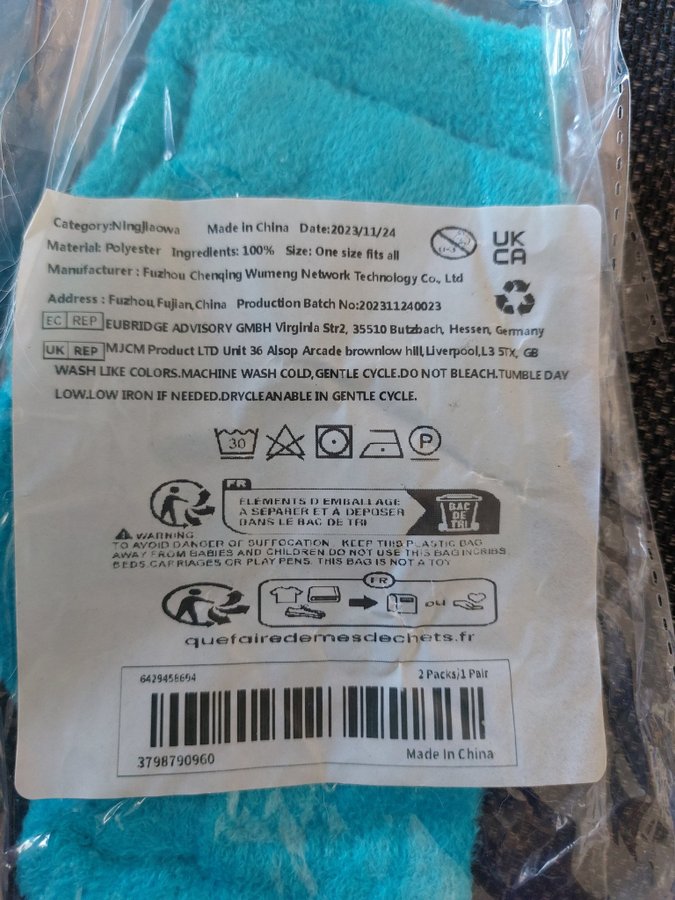 Category:Ningjiaowa Made in China Date:2023/11/24
Material: Polyester Ingredients: 100% Size: One size fits all
Manufacturer : Fuzhou Chenqing Wumeng Network Technology Co., Ltd
UK
CA
0-3
Address : Fuzhou,Fujian,China Production Batch No:202311240023
EC REP EUBRIDGE ADVISORY GMBH Virginia Str2, 35510 Butzbach, Hessen, Germany
UK REP MJCM Product LTD Unit 36 Alsop Arcade brownlow hill, Liverpool,L3 5TX, GB
WASH LIKE COLORS.MACHINE WASH COLD,GENTLE CYCLE.DO NOT BLEACH.TUMBLE DAY
LOW.LOW IRON IF NEEDED.DRYCLEANABLE IN GENTLE CYCLE.
30
P
FR
ÉLÉMENTS D EMBALLAGE
A SÉPARER ET À DÉPOSER
DANS LE BAC DE TRI
BAC
DE
TRI
WARNING
TO AVOID DANGER OF SUFFOCATION. KEEP THIS PLASTIC BAG
AWAY FROM BABIES AND CHILDREN DO NOT USE THIS BAG INCRIBS
BEDS.CARRIAGES OR PLAY PENS. THIS BAG IS NOT A TOY
FR
ou
quefairedemesdechets.fr
6429458694 2 Packs/1 Pair
3798790960 Made In China